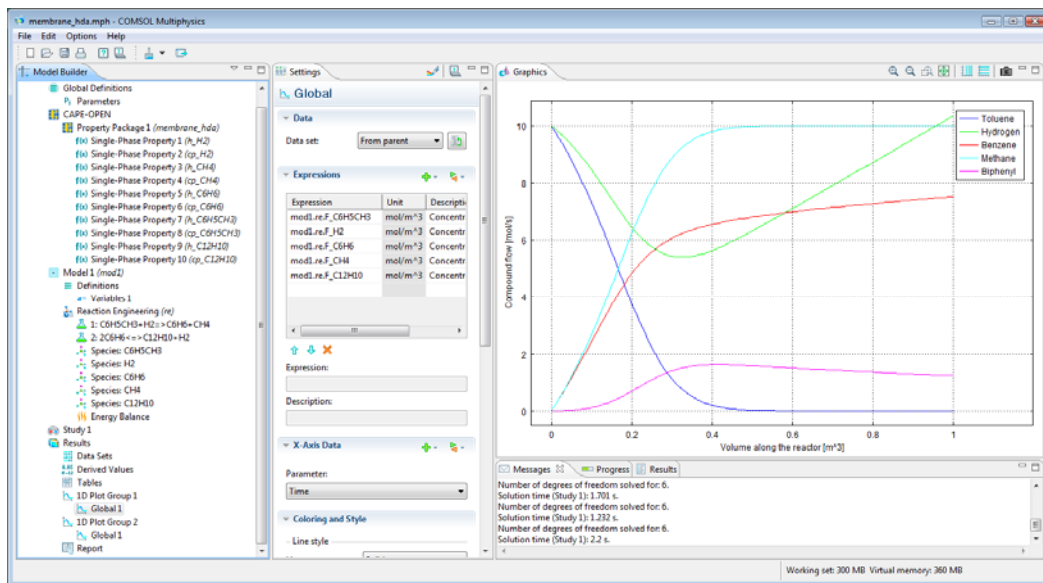 membrane_hda.mph - COMSOL Multiphysics
File Edit Options Help
Model Builder
Global Definitions
Pi Parameters
CAPE-OPEN
Property Package 1 (membrane_hda)
f(x) Single-Phase Property 1 (h_H2)
f(x) Single-Phase Property 2 (cp_H2)
f(x) Single-Phase Property 3 (h_CH4)
f(x) Single-Phase Property 4 (cp_CH4)
f(x) Single-Phase Property 5 (h_C6H6)
f(x) Single-Phase Property 6 (cp_C6H6)
f(x) Single-Phase Property 7 (h_C6H5CH3)
f(x) Single-Phase Property 8 (cp_C6H5CH3)
f(x) Single-Phase Property 9 (h_C12H10)
f(x) Single-Phase Property 10 (cp_C12H10)
Model 1 (mod1)
Definitions
a= Variables 1
Reaction Engineering (re)
1: C6H5CH3+H2=>C6H6+CH4
2: 2C6H6<=>C12H10+H2
Species: C6H5CH3
Species: H2
Species: C6H6
Species: CH4
Species: C12H10
Energy Balance
Study 1
Results
Data Sets
Derived Values
Tables
1D Plot Group 1
Global 1
1D Plot Group 2
Global 1
Report
Settings
Global
Data
Data set: From parent
Expressions
Expression Unit Descripti
mod1.re.F_C6H5CH3 mol/m^3 Concentr
mod1.re.F_H2 mol/m^3 Concentr
mod1.re.F_C6H6 mol/m^3 Concentr
mod1.re.F_CH4 mol/m^3 Concentr
mod1.re.F_C12H10 mol/m^3 Concentr
Expression:
Description:
X-Axis Data
Parameter:
Time
Coloring and Style
Line style
Graphics
Toluene
Hydrogen
Benzene
Methane
Biphenyl
Compound flow [mol/s]
10
8
6
4
2
0
0 0.2 0.4 0.6 0.8 1
Volume along the reactor [m^3]
Messages Progress Results
Number of degrees of freedom solved for: 6.
Solution time (Study 1): 1.701 s.
Number of degrees of freedom solved for: 6.
Solution time (Study 1): 1.232 s.
Number of degrees of freedom solved for: 6.
Solution time (Study 1): 2.2 s.
Working set: 300 MB Virtual memory: 360 MB